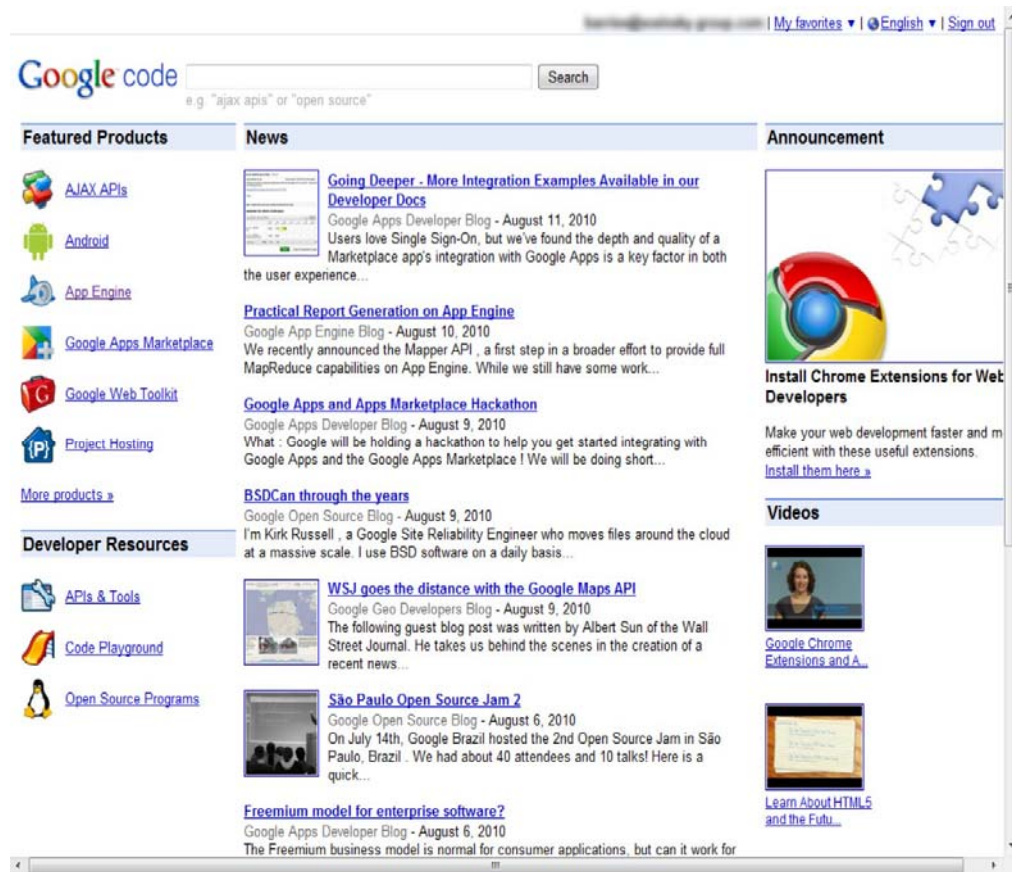 | My favorites ▼ | English ▼ | Sign out
Google code
Search
e.g. "ajax apis" or "open source"
Featured Products
AJAX APIs
Android
App Engine
Google Apps Marketplace
Google Web Toolkit
Project Hosting
More products »
Developer Resources
APIs & Tools
Code Playground
Open Source Programs
News
Going Deeper - More Integration Examples Available in our
Developer Docs
Google Apps Developer Blog - August 11, 2010
Users love Single Sign-On, but we've found the depth and quality of a
Marketplace app's integration with Google Apps is a key factor in both
the user experience...
Practical Report Generation on App Engine
Google App Engine Blog - August 10, 2010
We recently announced the Mapper API , a first step in a broader effort to provide full
MapReduce capabilities on App Engine. While we still have some work...
Google Apps and Apps Marketplace Hackathon
Google Apps Developer Blog - August 9, 2010
What : Google will be holding a hackathon to help you get started integrating with
Google Apps and the Google Apps Marketplace ! We will be doing short...
BSDCan through the years
Google Open Source Blog - August 9, 2010
I'm Kirk Russell , a Google Site Reliability Engineer who moves files around the cloud
at a massive scale. I use BSD software on a daily basis...
WSJ goes the distance with the Google Maps API
Google Geo Developers Blog - August 9, 2010
The following guest blog post was written by Albert Sun of the Wall
Street Journal. He takes us behind the scenes in the creation of a
recent news...
São Paulo Open Source Jam 2
Google Open Source Blog - August 6, 2010
On July 14th, Google Brazil hosted the 2nd Open Source Jam in São
Paulo, Brazil . We had about 40 attendees and 10 talks! Here is a
quick...
Freemium model for enterprise software?
Google Apps Developer Blog - August 6, 2010
The Freemium business model is normal for consumer applications, but can it work for
Announcement
Install Chrome Extensions for Web
Developers
Make your web development faster and m
efficient with these useful extensions.
Install them here »
Videos
Google Chrome
Extensions and A...
Learn About HTML5
and the Futu...